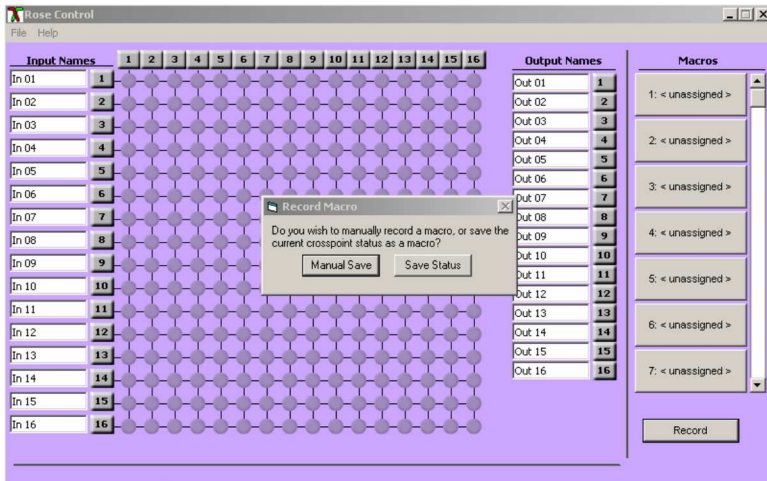 Rose Control
File Help
Input Names
1 2 3 4 5 6 7 8 9 10 11 12 13 14 15 16
Output Names
Macros
In 01 1
In 02 2
In 03 3
In 04 4
In 05 5
In 06 6
In 07 7
In 08 8
In 09 9
In 10 10
In 11 11
In 12 12
In 13 13
In 14 14
In 15 15
In 16 16
Record Macro
Do you wish to manually record a macro, or save the
current crosspoint status as a macro?
Manual Save Save Status
Out 01 1
Out 02 2
Out 03 3
Out 04 4
Out 05 5
Out 06 6
Out 07 7
Out 08 8
Out 09 9
Out 10 10
Out 11 11
Out 12 12
Out 13 13
Out 14 14
Out 15 15
Out 16 16
1: < unassigned >
2: < unassigned >
3: < unassigned >
4: < unassigned >
5: < unassigned >
6: < unassigned >
7: < unassigned >
Record